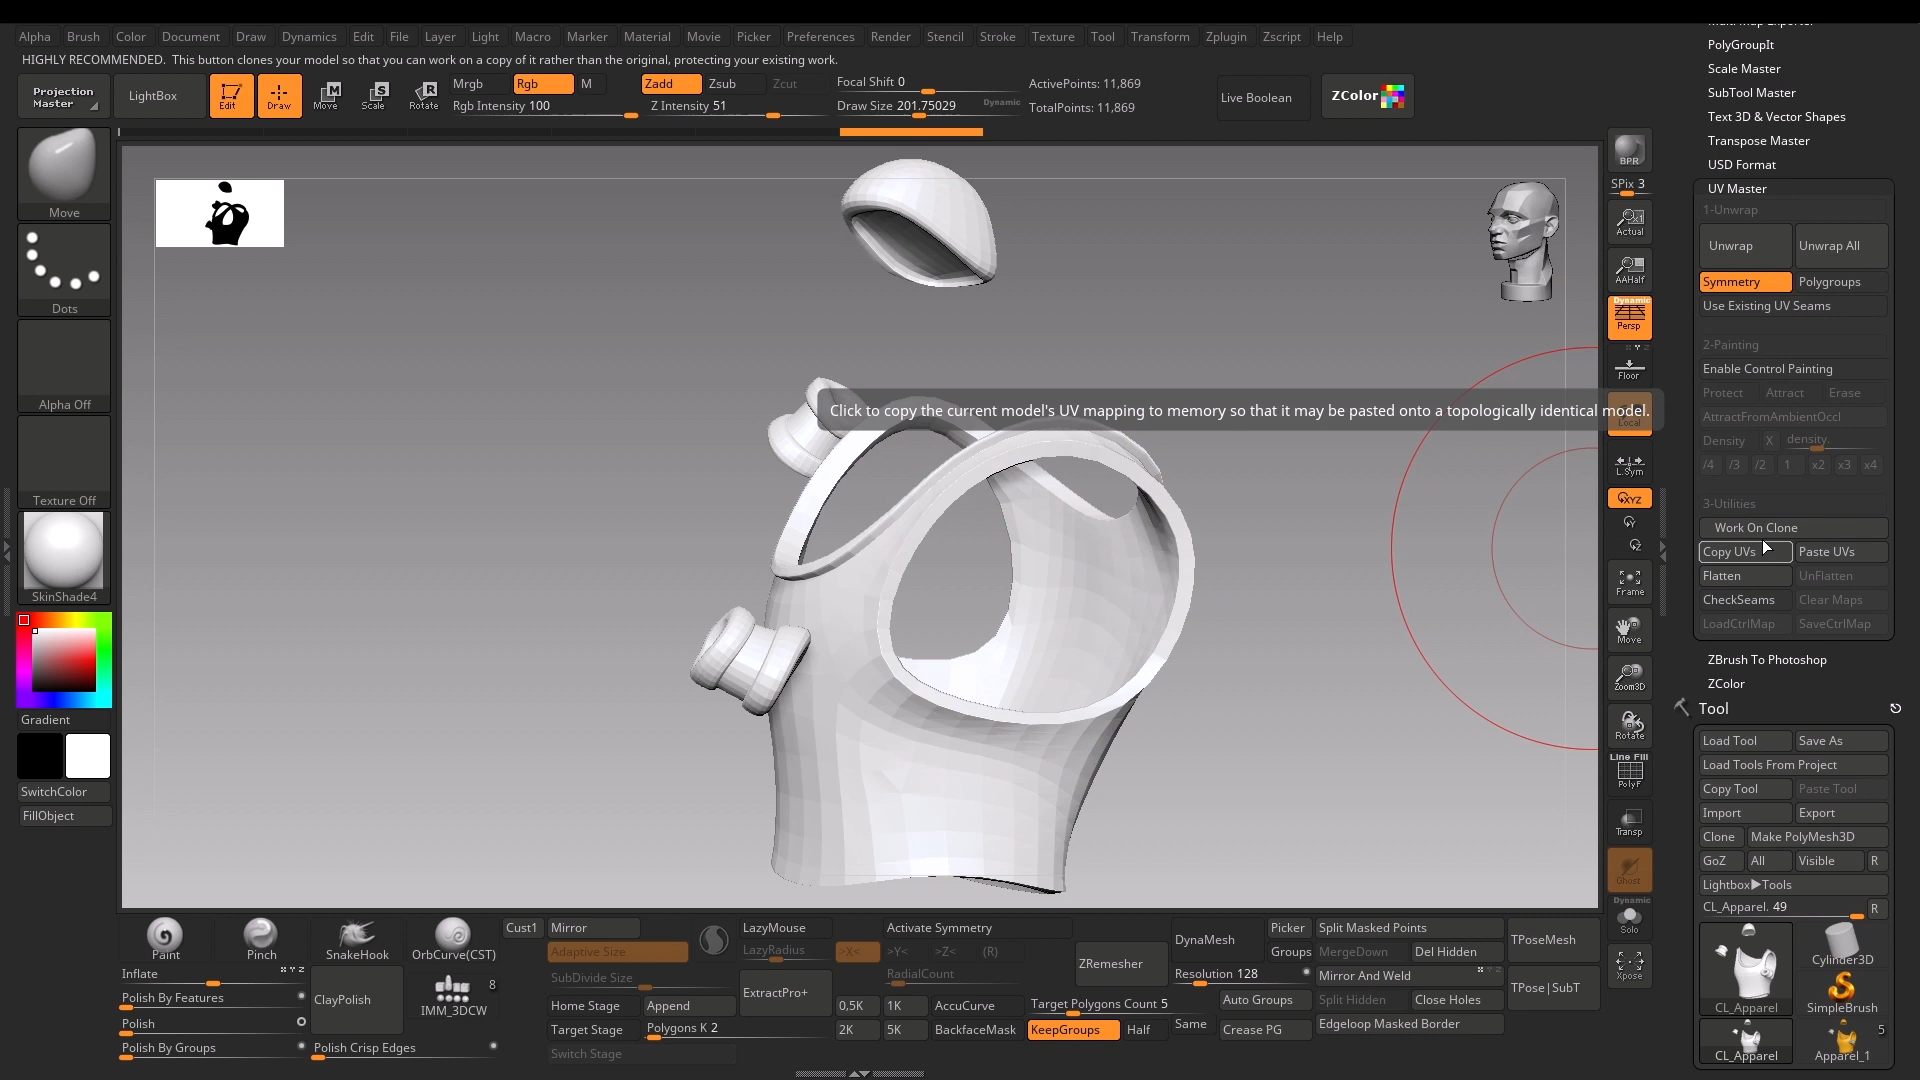 Multi Map Exporter
Alpha Brush Color Document Draw Dynamics Edit File Layer Light Macro Marker Material Movie Picker Preferences Render Stencil Stroke Texture Tool Transform Zplugin Zscript Help
HIGHLY RECOMMENDED. This button clones your model so that you can work on a copy of it rather than the original, protecting your existing work.
Projection Master
LightBox
Edit
Draw
Move
Scale
Rotate
Mrgb Rgb M
Rgb Intensity 100
Zadd Zsub Zcut
Z Intensity 51
Focal Shift 0
Draw Size 201.75029
Dynamic
ActivePoints: 11,869
TotalPoints: 11,869
Live Boolean
ZColor
Move
Dots
Alpha Off
Texture Off
SkinShade4
Gradient
SwitchColor
FillObject
Click to copy the current model's UV mapping to memory so that it may be pasted onto a topologically identical model.
BPR
SPix 3
Actual
AAHalf
Dynamic
Persp
Floor
Local
L.Sym
XYZ
Y
Z
Frame
Move
Zoom3D
Rotate
Line Fill
PolyF
Transp
Ghost
Dynamic
Solo
Xpose
PolyGroupIt
Scale Master
SubTool Master
Text 3D & Vector Shapes
Transpose Master
USD Format
UV Master
1-Unwrap
Unwrap Unwrap All
Symmetry Polygroups
Use Existing UV Seams
2-Painting
Enable Control Painting
Protect Attract Erase
AttractFromAmbientOccl
Density X density.
/4 /3 /2 1 x2 x3 x4
3-Utilities
Work On Clone
Copy UVs Paste UVs
Flatten UnFlatten
CheckSeams Clear Maps
LoadCtrlMap SaveCtrlMap
ZBrush To Photoshop
ZColor
Tool
Load Tool Save As
Load Tools From Project
Copy Tool Paste Tool
Import Export
Clone Make PolyMesh3D
GoZ All Visible R
Lightbox▶Tools
CL_Apparel. 49 R
CL_Apparel
Cylinder3D
SimpleBrush
CL_Apparel
5
Apparel_1
Paint
Pinch
SnakeHook
OrbCurve(CST)
Inflate
Polish By Features
Polish
Polish By Groups
ClayPolish
8
IMM_3DCW
Polish Crisp Edges
Cust1 Mirror
Adaptive Size
SubDivide Size
Home Stage Append
Target Stage Polygons K 2
Switch Stage
LazyMouse
LazyRadius
ExtractPro+
Activate Symmetry
>X< >Y< >Z< (R)
RadialCount
0,5K 1K AccuCurve
2K 5K BackfaceMask
ZRemesher
Target Polygons Count 5
KeepGroups Half Same
DynaMesh
Resolution 128
Auto Groups
Crease PG
Picker
Groups
Split Masked Points
MergeDown Del Hidden
Mirror And Weld
Split Hidden Close Holes
Edgeloop Masked Border
TPoseMesh
TPose|SubT